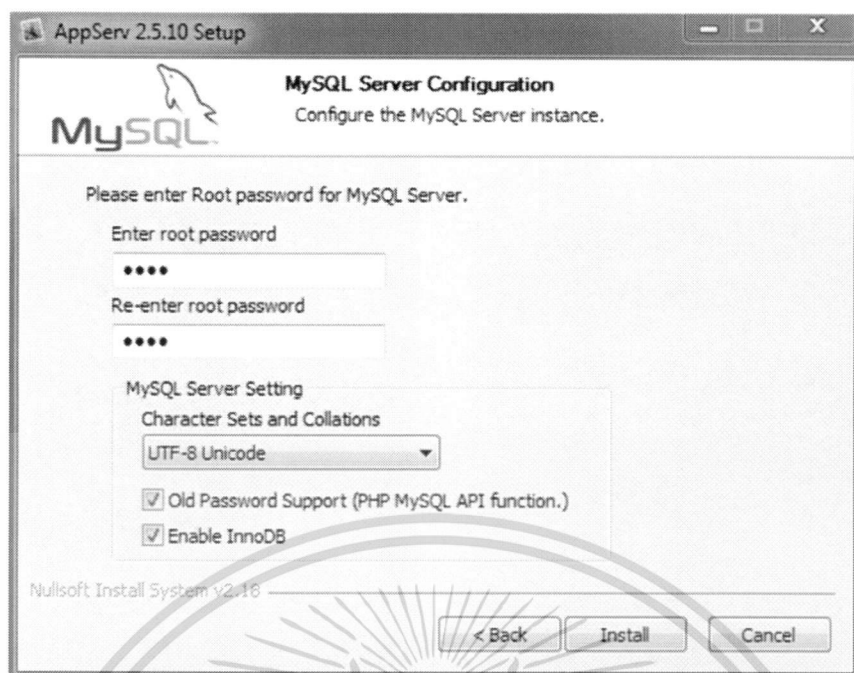 AppServ 2.5.10 Setup
MySQL
MySQL Server Configuration
Configure the MySQL Server instance.
Please enter Root password for MySQL Server.
Enter root password
••••
Re-enter root password
••••
MySQL Server Setting
Character Sets and Collations
UTF-8 Unicode
Old Password Support (PHP MySQL API function.)
Enable InnoDB
Nullsoft Install System v2.18
< Back Install Cancel